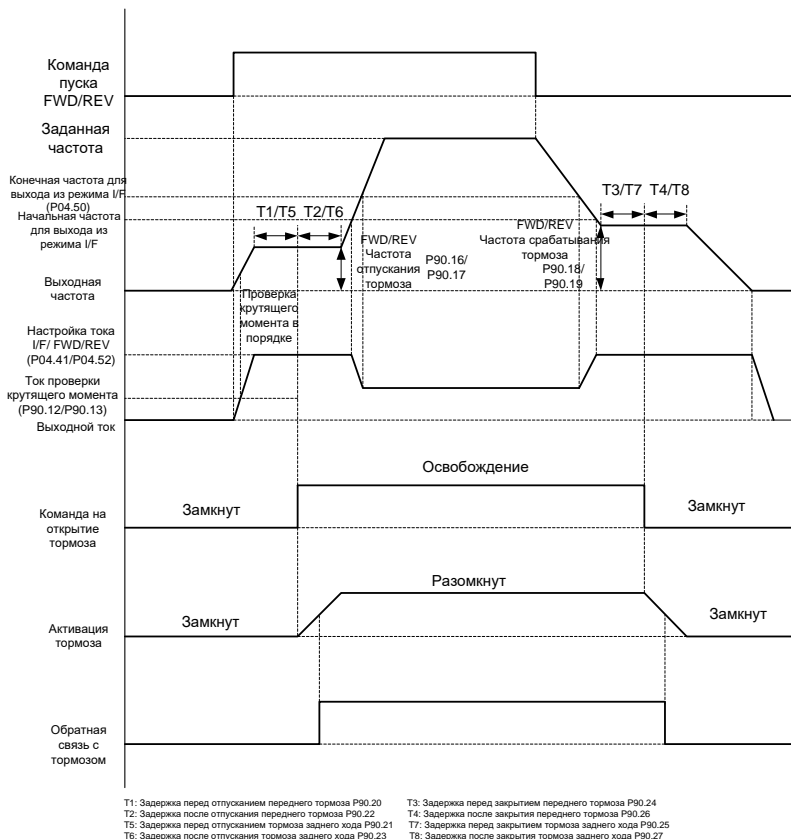 Команда
пуска
FWD/REV
Заданная
частота
Конечная частота для
выхода из режима I/F
(P04.50)
Начальная частота
для выхода из
режима I/F
T1/T5
T2/T6
T3/T7
T4/T8
FWD/REV
Частота
отпускания
тормоза
P90.16/
P90.17
FWD/REV
Частота срабатывания
тормоза
P90.18/
P90.19
Выходная
частота
Проверка
крутящего
момента в
порядке
Настройка тока
I/F/ FWD/REV
(P04.41/P04.52)
Ток проверки
крутящего момента
(P90.12/P90.13)
Выходной ток
Освобождение
Замкнут
Замкнут
Команда на
открытие
тормоза
Разомкнут
Замкнут
Замкнут
Активация
тормоза
Обратная
связь с
тормозом
T1: Задержка перед отпусканием переднего тормоза P90.20
T2: Задержка после отпускания переднего тормоза P90.22
T5: Задержка перед отпусканием тормоза заднего хода P90.21
T6: Задержка после отпускания тормоза заднего хода P90.23
T3: Задержка перед закрытием переднего тормоза P90.24
T4: Задержка после закрытия переднего тормоза P90.26
T7: Задержка перед закрытием тормоза заднего хода P90.25
T8: Задержка после закрытия тормоза заднего хода P90.27